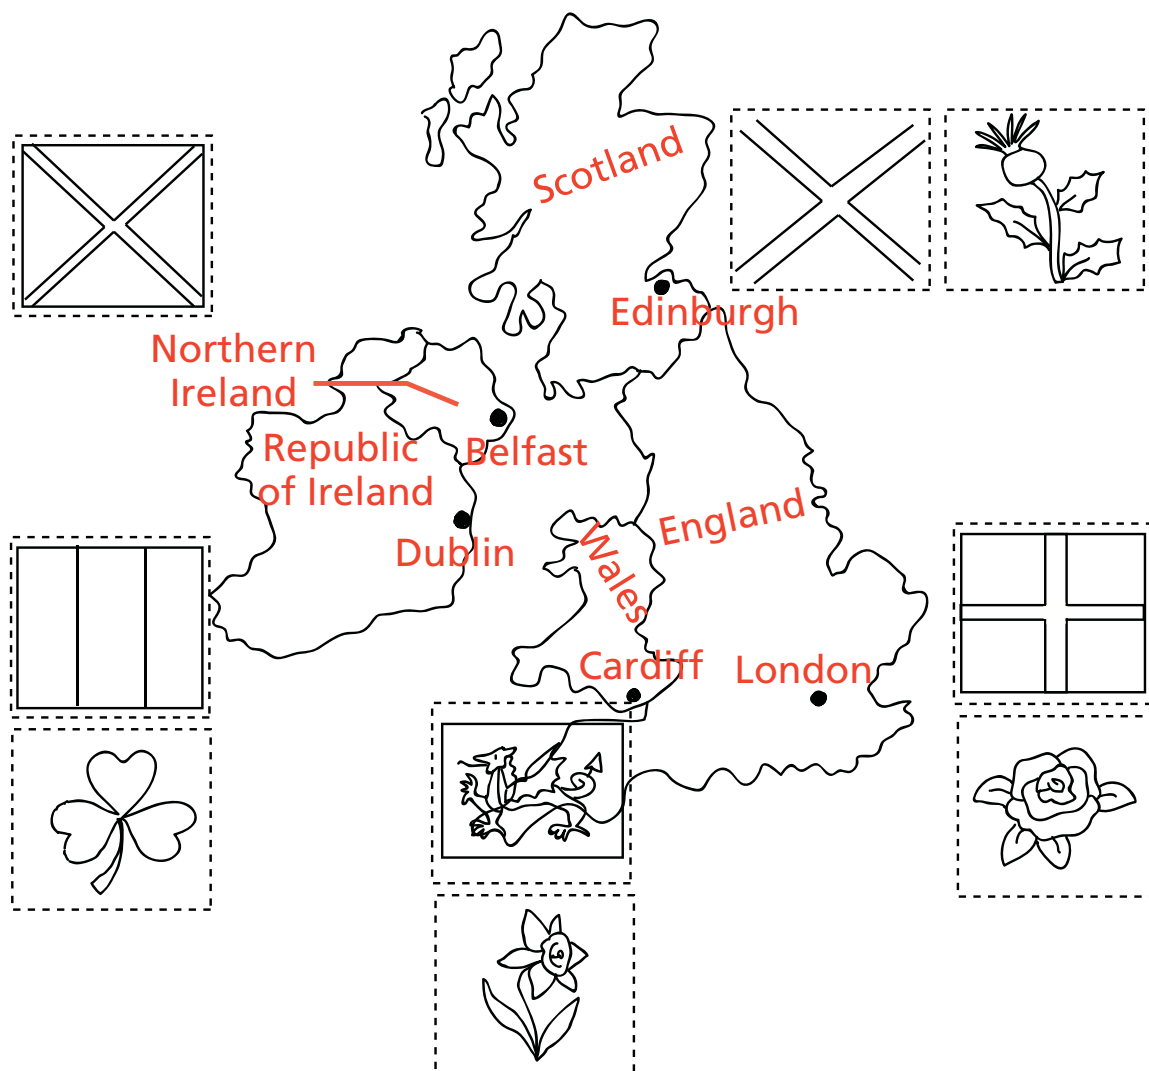 Scotland
Edinburgh
Northern
Ireland
Republic
of Ireland
Belfast
England
Dublin
Wales
Cardiff
London